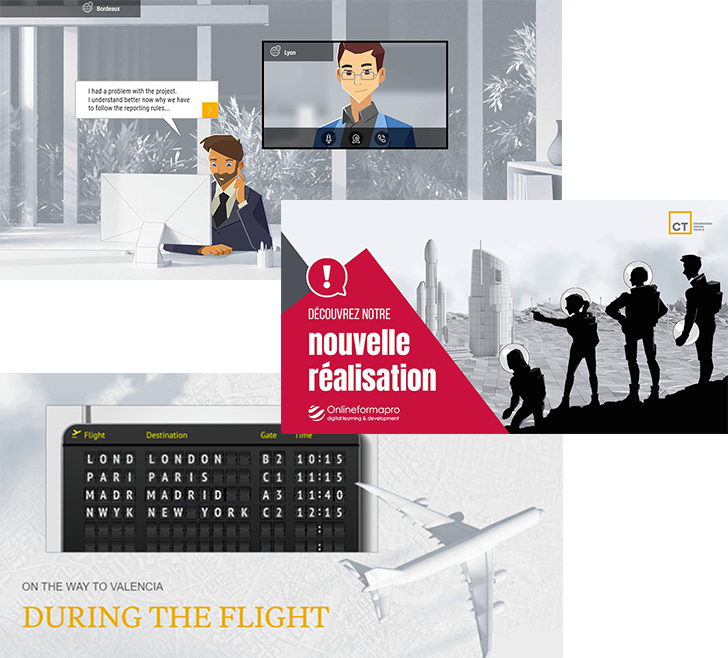 Bordeaux
Lyon
I had a problem with the project.
I understand better now why we have
to follow the reporting rules...
CT
ENGINEERING
DRIVEN
PEOPLE
!
DÉCOUVREZ NOTRE
nouvelle
réalisation
Onlineformapro
digital learning & development
Flight Destination Gate Time
LOND LONDON B2 10:15
PARI PARIS C1 11:15
MADR MADRID A3 11:40
NWYK NEW YORK C2 12:15
ON THE WAY TO VALENCIA
DURING THE FLIGHT